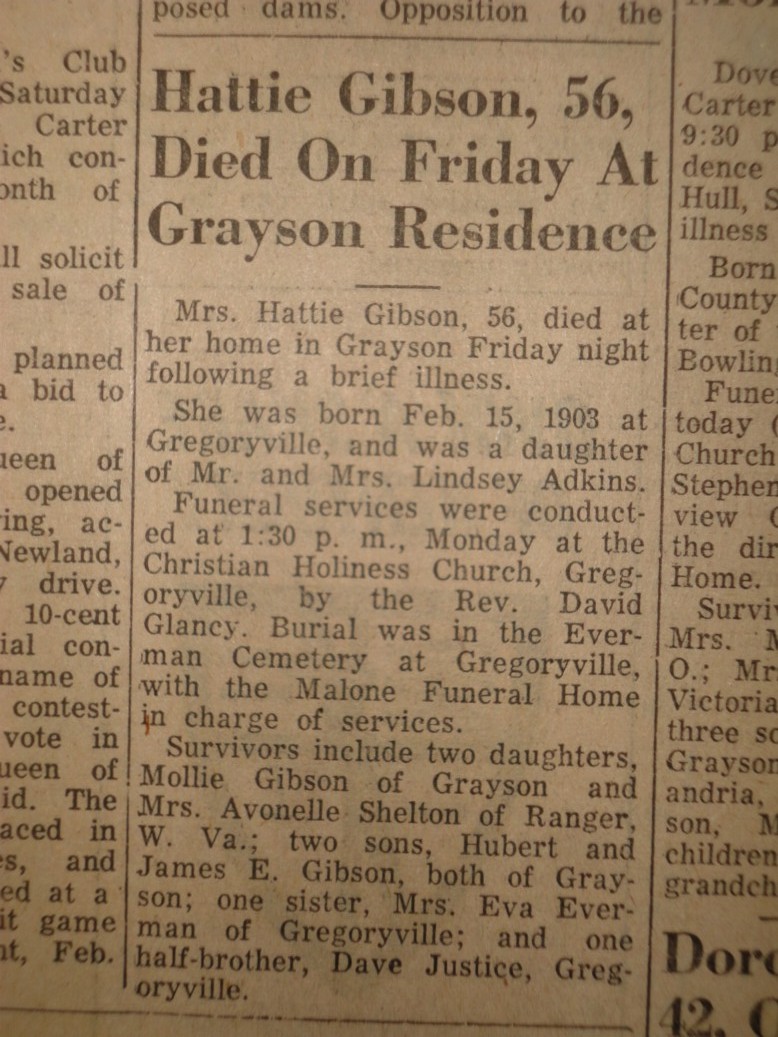 posed dams. Opposition to the
's Club
Saturday
Carter
ich con-
onth of
ll solicit
sale of
planned
a bid to
e.
ueen of
opened
ring, ac-
Newland,
drive.
10-cent
ial con-
name of
contest-
vote in
ueen of
id. The
aced in
es, and
ed at a
it game
nt, Feb.
Hattie Gibson, 56,
Died On Friday At
Grayson Residence
Mrs. Hattie Gibson, 56, died at
her home in Grayson Friday night
following a brief illness.
She was born Feb. 15, 1903 at
Gregoryville, and was a daughter
of Mr. and Mrs. Lindsey Adkins.
Funeral services were conduct-
ed at 1:30 p. m., Monday at the
Christian Holiness Church, Greg-
oryville, by the Rev. David
Glancy. Burial was in the Ever-
man Cemetery at Gregoryville,
with the Malone Funeral Home
in charge of services.
Survivors include two daughters,
Mollie Gibson of Grayson and
Mrs. Avonelle Shelton of Ranger,
W. Va.; two sons, Hubert and
James E. Gibson, both of Gray-
son; one sister, Mrs. Eva Ever-
man of Gregoryville; and one
half-brother, Dave Justice, Greg-
oryville.
Dove
Carter
9:30 p
dence
Hull, S
illness
Born
County
ter of
Bowling
Fune
today (
Church
Stephen
view C
the dir
Home.
Surviv
Mrs. M
O.; Mr
Victoria
three so
Grayson
andria,
son, M
children
grandch
Doro
42, C